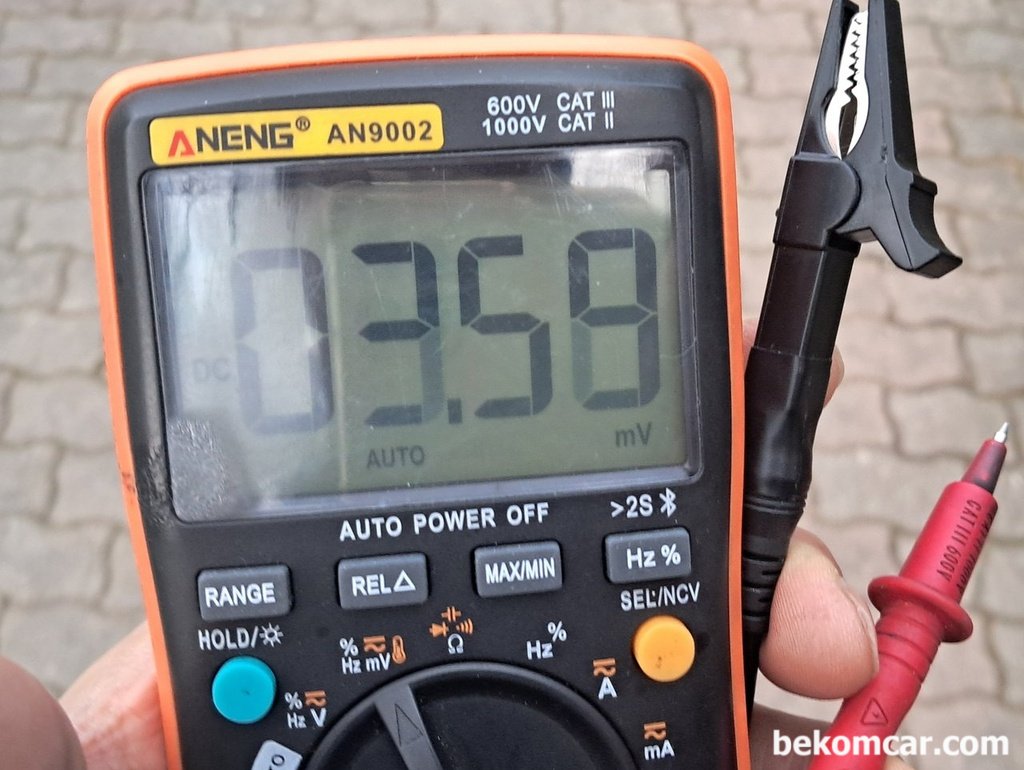 ANENG® AN9002
600V CAT III
1000V CAT II
DC
03.58
AUTO
mV
AUTO POWER OFF
>2S
RANGE
REL△
MAX/MIN
Hz %
HOLD/
SEL/NCV
%
Hz mV
Ω
Hz%
A
%
Hz V
mA
CAT III 600V
bekomcar.com